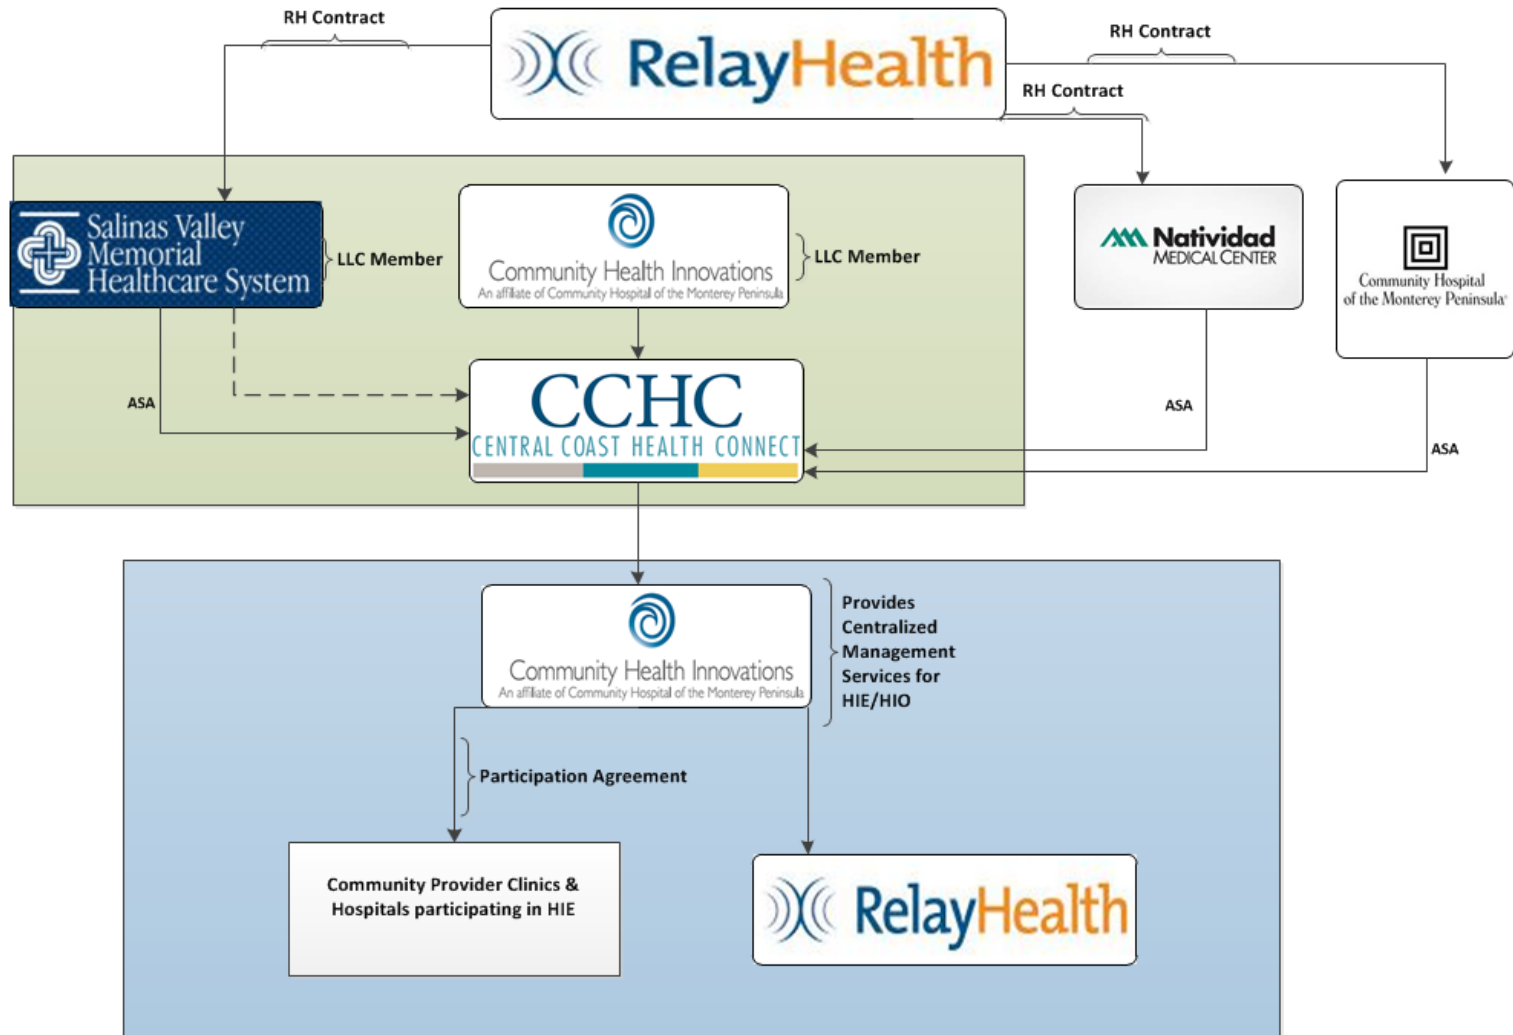 RH Contract
RelayHealth
RH Contract
RH Contract
Salinas Valley
Memorial
Healthcare System
LLC Member
Community Health Innovations
An affiliate of Community Hospital of the Monterey Peninsula
LLC Member
Natividad
MEDICAL CENTER
Community Hospital
of the Monterey Peninsula
ASA
CCHC
CENTRAL COAST HEALTH CONNECT
ASA
ASA
Community Health Innovations
An affiliate of Community Hospital of the Monterey Peninsula
Provides
Centralized
Management
Services for
HIE/HIO
Participation Agreement
Community Provider Clinics &
Hospitals participating in HIE
RelayHealth